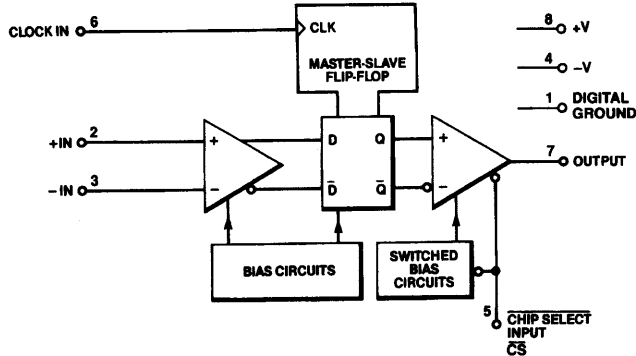 CLOCK IN 6
CLK
MASTER-SLAVE
FLIP-FLOP
8 +V
4 −V
1 DIGITAL
GROUND
+IN 2
+
D Q
+
7 OUTPUT
−IN 3
−
D̅ Q̅
−
BIAS CIRCUITS
SWITCHED
BIAS
CIRCUITS
5 CHIP SELECT
INPUT
CS